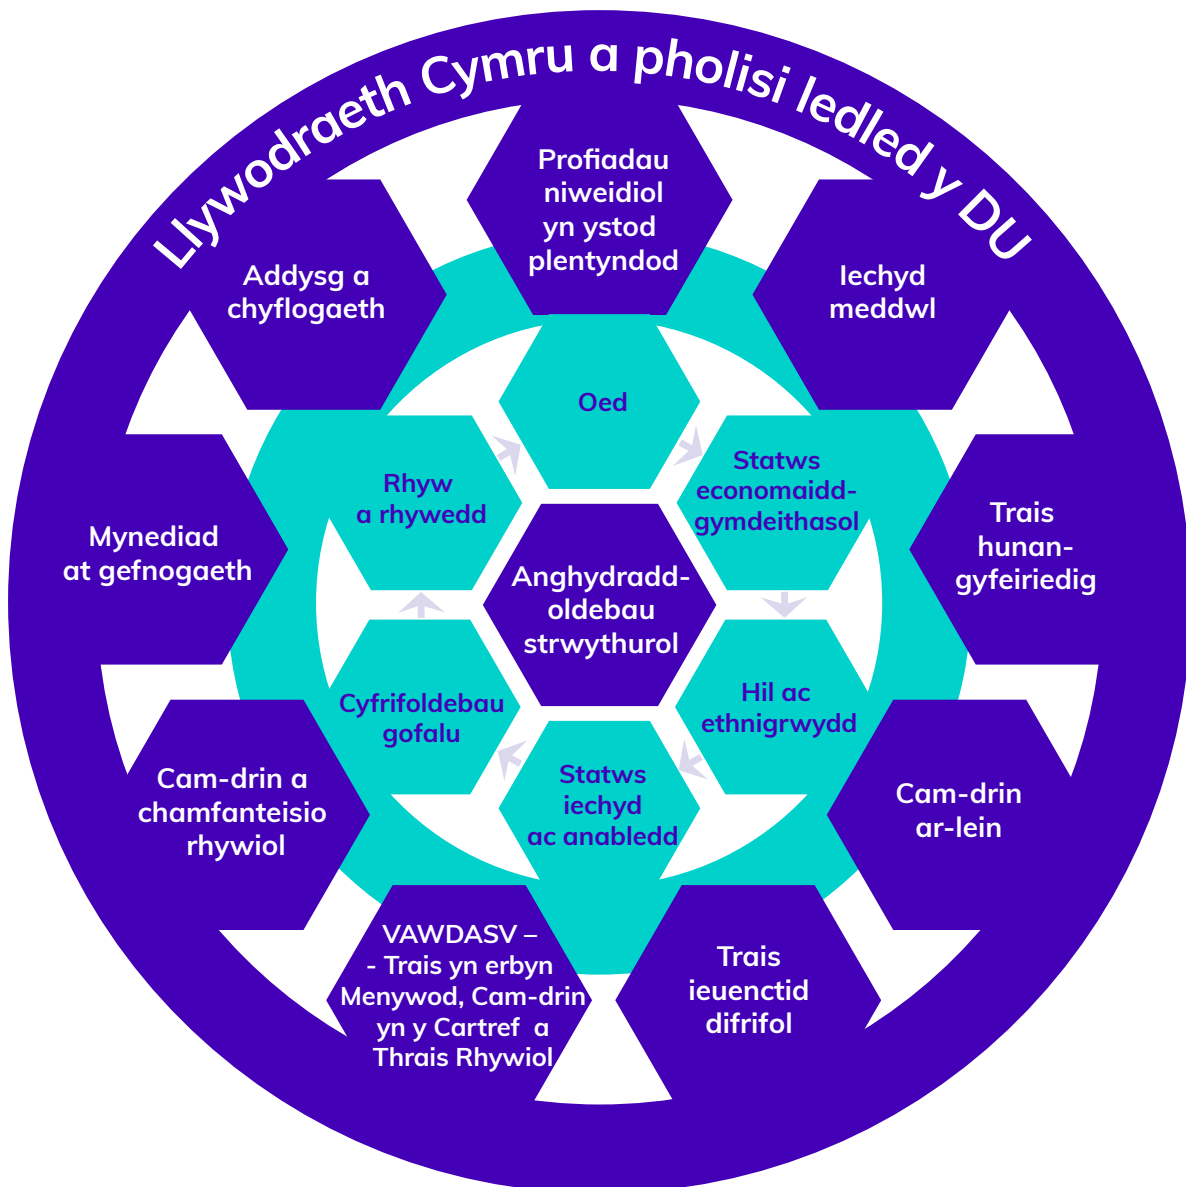 Llywodraeth Cymru a pholisi ledled y DU
Profiadau
niweidiol
yn ystod
plentyndod
Iechyd
meddwl
Trais
hunan-
gyfeiriedig
Cam-drin
ar-lein
Trais
ieuenctid
difrifol
VAWDASV –
- Trais yn erbyn
Menywod, Cam-drin
yn y Cartref a
Thrais Rhywiol
Cam-drin a
chamfanteisio
rhywiol
Mynediad
at gefnogaeth
Addysg a
chyflogaeth
Oed
Statws
economaidd-
gymdeithasol
Hil ac
ethnigrwydd
Statws
iechyd
ac anabledd
Cyfrifoldebau
gofalu
Rhyw
a rhywedd
Anghydradd-
oldebau
strwythurol